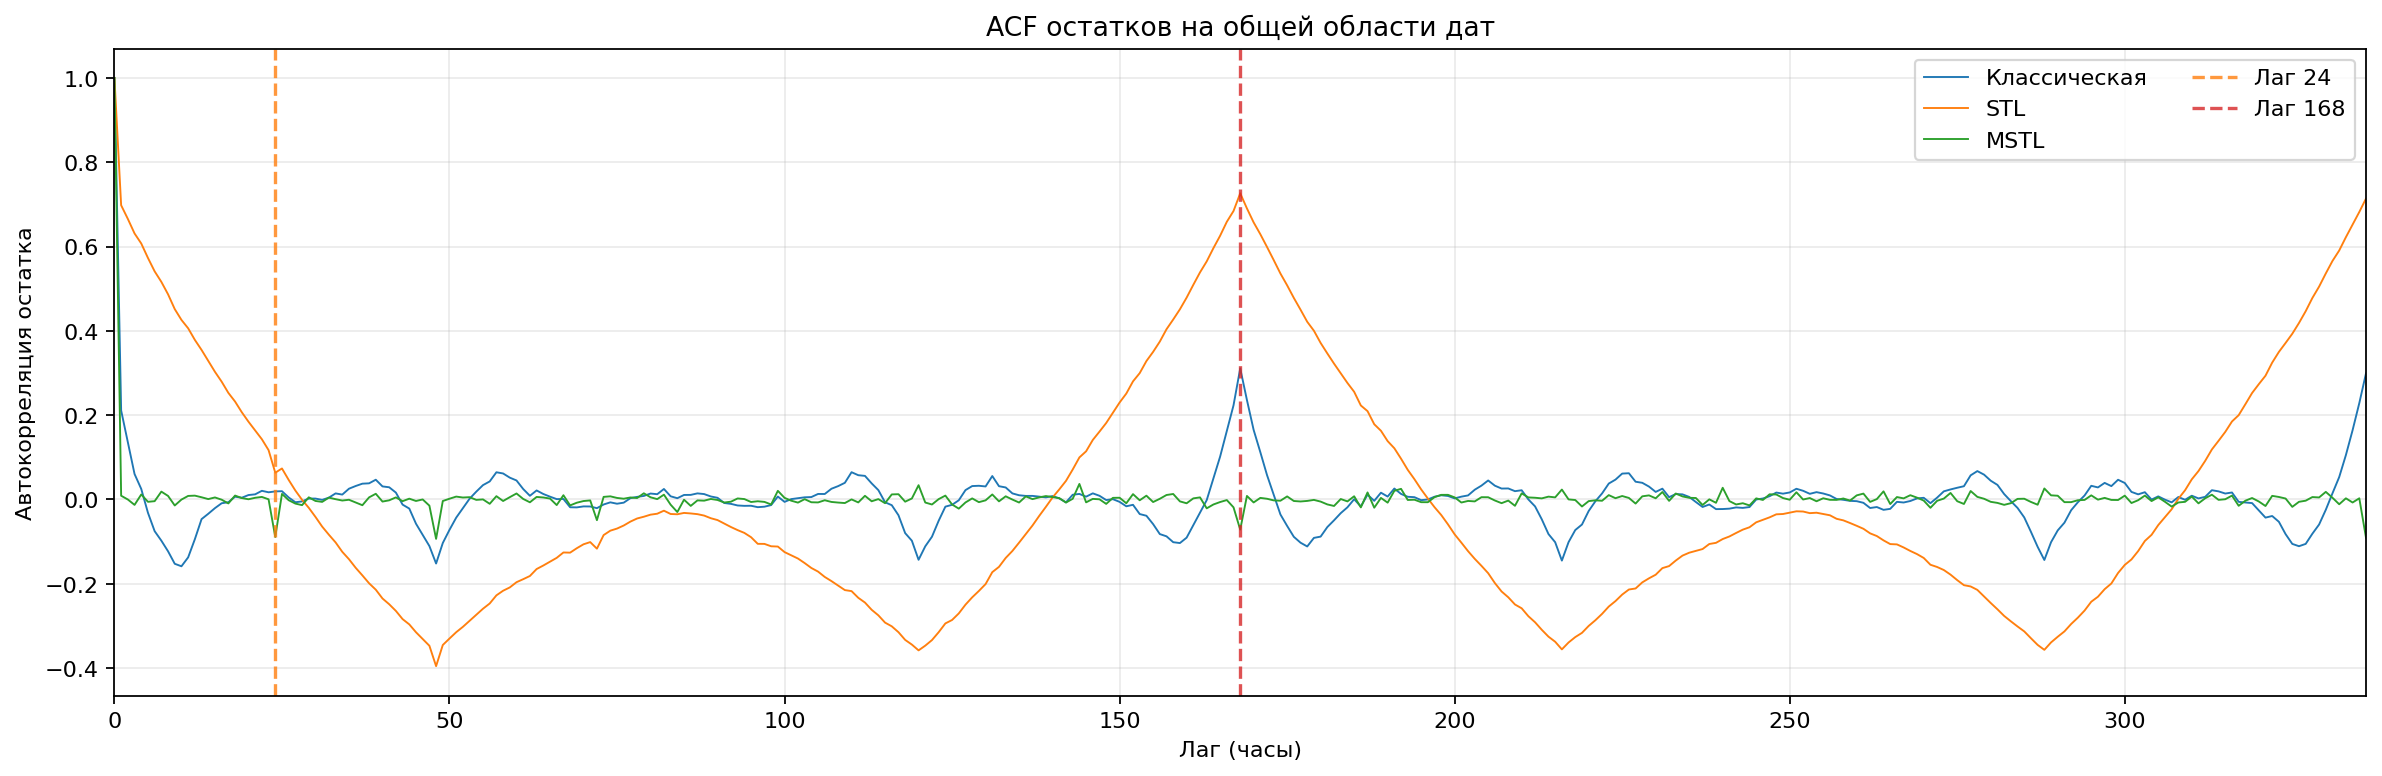 ACF остатков на общей области дат
Автокорреляция остатка
1.0
0.8
0.6
0.4
0.2
0.0
−0.2
−0.4
Классическая
STL
MSTL
Лаг 24
Лаг 168
0 50 100 150 200 250 300
Лаг (часы)